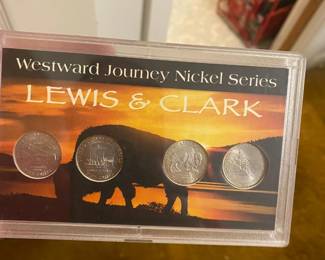 Westward Journey Nickel Series
LEWIS & CLARK